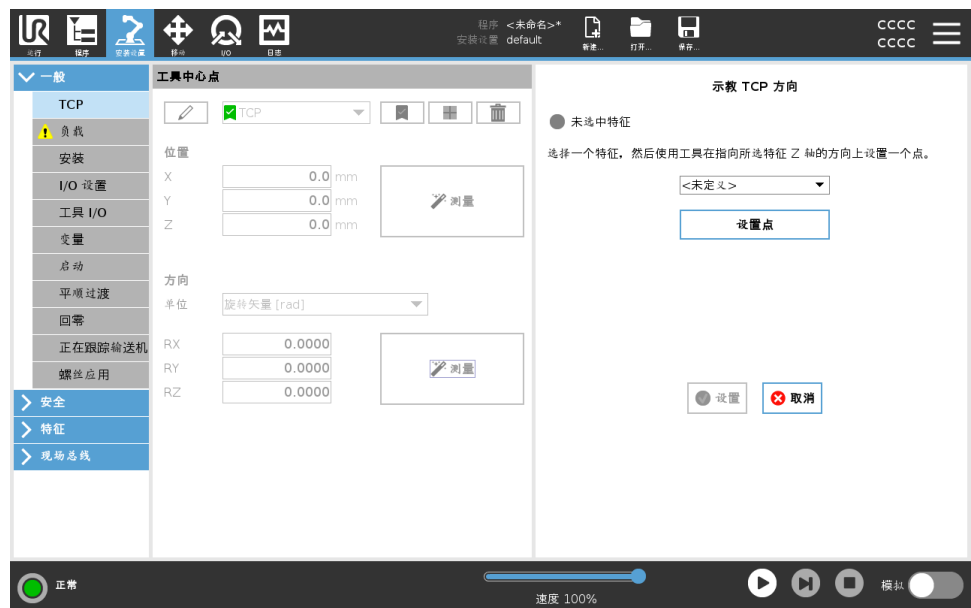 UR
运行
程序
安装设置
移动
I/O
日志
程序 <未命名>*
安装设置 default
新建...
打开...
保存...
CCCC
CCCC
一般
TCP
负载
安装
I/O 设置
工具 I/O
变量
启动
平顺过渡
回零
正在跟踪输送机
螺丝应用
安全
特征
现场总线
工具中心点
TCP
位置
X 0.0 mm
Y 0.0 mm
Z 0.0 mm
测量
方向
单位 旋转矢量 [rad]
RX 0.0000
RY 0.0000
RZ 0.0000
测量
示教 TCP 方向
未选中特征
选择一个特征，然后使用工具在指向所选特征 Z 轴的方向上设置一个点。
<未定义>
设置点
设置
取消
正常
速度 100%
模拟